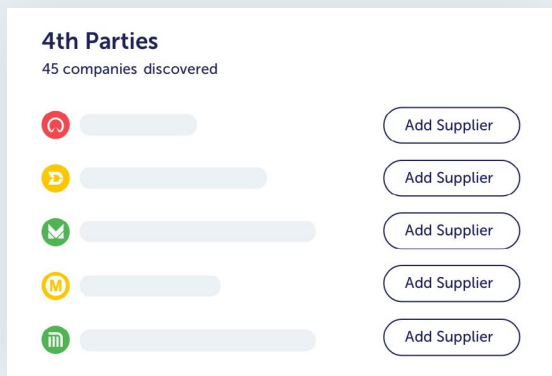 4th Parties
45 companies discovered
Add Supplier
Add Supplier
Add Supplier
M
Add Supplier
m
Add Supplier